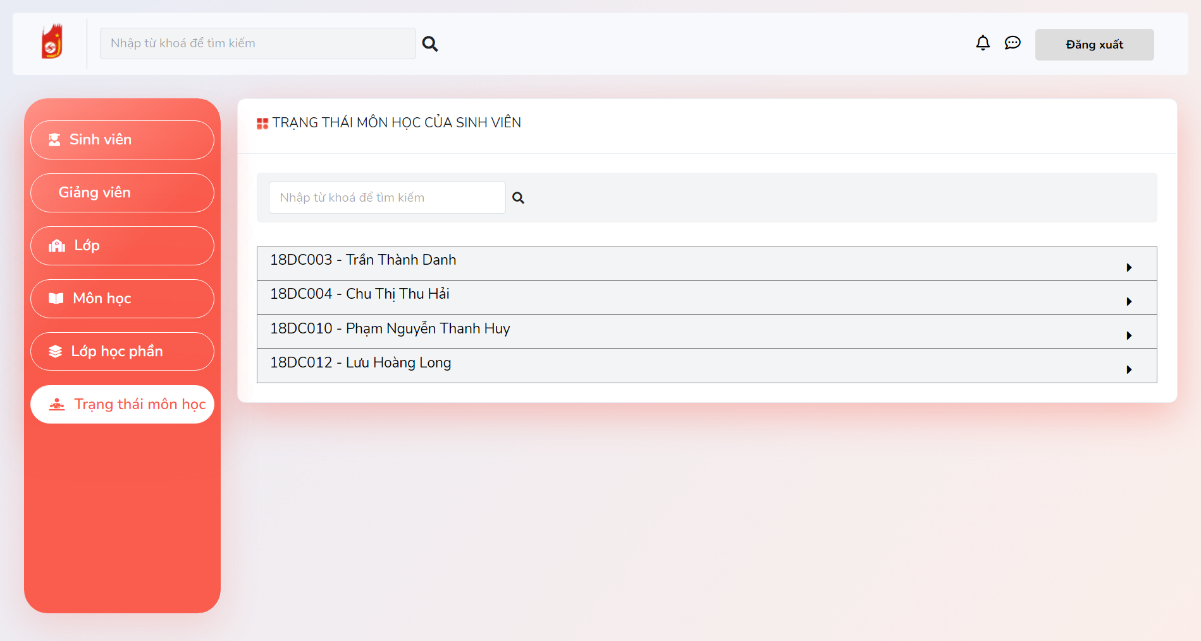 Nhập từ khoá để tìm kiếm
Đăng xuất
Sinh viên
Giảng viên
Lớp
Môn học
Lớp học phần
Trạng thái môn học
TRẠNG THÁI MÔN HỌC CỦA SINH VIÊN
Nhập từ khoá để tìm kiếm
18DC003 - Trần Thành Danh
18DC004 - Chu Thị Thu Hải
18DC010 - Phạm Nguyễn Thanh Huy
18DC012 - Lưu Hoàng Long